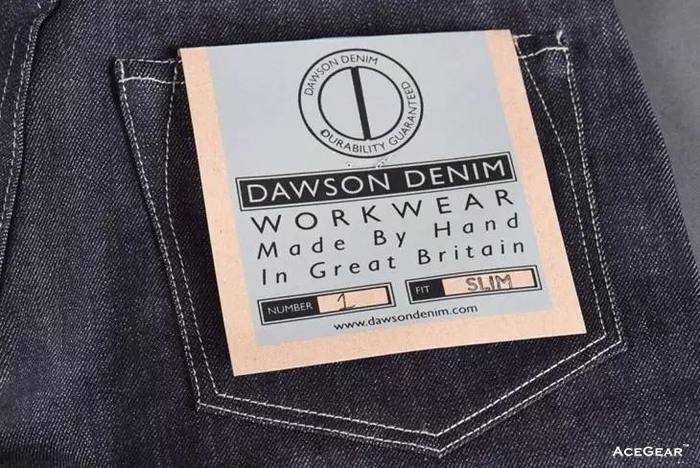 DAWSON DENIM
DURABILITY GUARANTEED
DAWSON DENIM
WORKWEAR
Made By Hand
In Great Britain
NUMBER 1 FIT SLIM
www.dawsondenim.com
ACEGEAR™